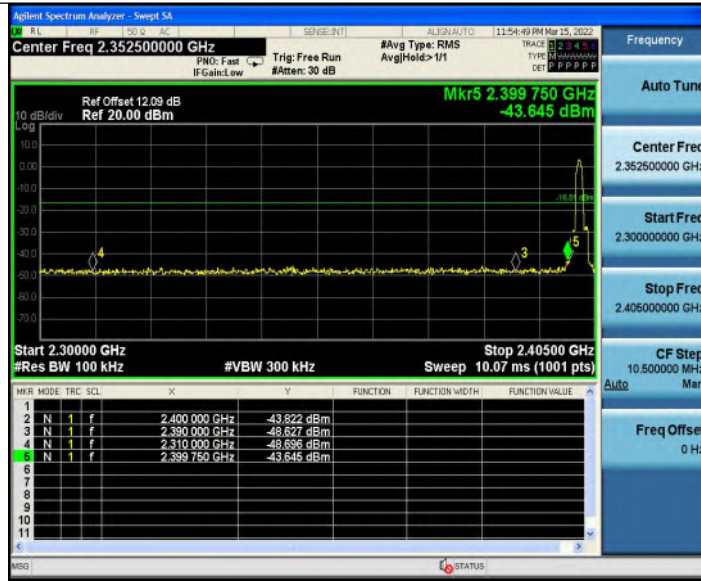 Agilent Spectrum Analyzer - Swept SA
RL RF 50 Ω AC SENSE:INT ALIGNAUTO 11:54:49 PM Mar 15, 2022
Center Freq 2.352500000 GHz #Avg Type: RMS TRACE 1 2 3 4 5 6
PNO: Fast Trig: Free Run Avg|Hold:> 1/1 TYPE
IFGain:Low #Atten: 30 dB DET P P P P P P
Frequency
Auto Tune
Center Freq
2.352500000 GHz
Start Freq
2.300000000 GHz
Stop Freq
2.405000000 GHz
CF Step
10.500000 MHz
Auto Man
Freq Offset
0 Hz
Mkr5 2.399 750 GHz
-43.645 dBm
Ref Offset 12.09 dB
10 dB/div Ref 20.00 dBm
Log
10.0
0.00
-10.0
-20.0
-30.0
-40.0
-50.0
-60.0
-70.0
4
3
5
Start 2.30000 GHz Stop 2.40500 GHz
#Res BW 100 kHz #VBW 300 kHz Sweep 10.07 ms (1001 pts)
MKR MODE TRC SCL X Y FUNCTION FUNCTION WIDTH FUNCTION VALUE
1
2 N 1 f 2.400 000 GHz -43.822 dBm
3 N 1 f 2.390 000 GHz -48.627 dBm
4 N 1 f 2.310 000 GHz -48.696 dBm
5 N 1 f 2.399 750 GHz -43.645 dBm
6
7
8
9
10
11
MSG STATUS